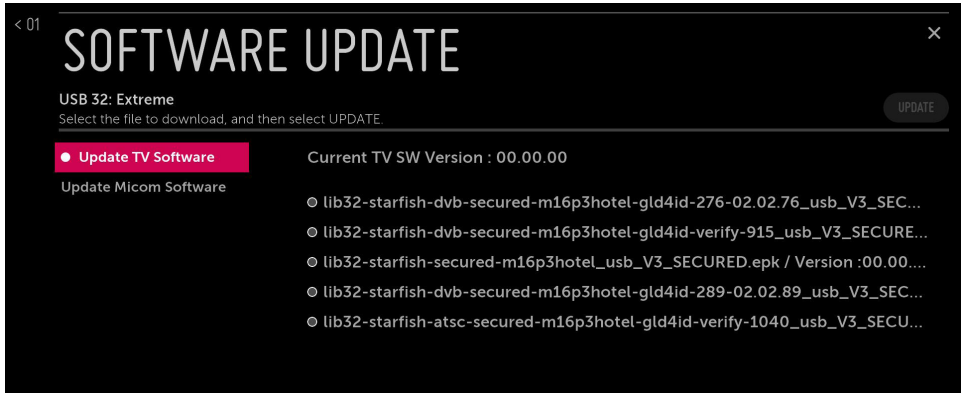 < 01
SOFTWARE UPDATE
USB 32: Extreme
Select the file to download, and then select UPDATE.
UPDATE
Update TV Software
Update Micom Software
Current TV SW Version : 00.00.00
lib32-starfish-dvb-secured-m16p3hotel-gld4id-276-02.02.76_usb_V3_SEC...
lib32-starfish-dvb-secured-m16p3hotel-gld4id-verify-915_usb_V3_SECURE...
lib32-starfish-secured-m16p3hotel_usb_V3_SECURED.epk / Version :00.00....
lib32-starfish-dvb-secured-m16p3hotel-gld4id-289-02.02.89_usb_V3_SEC...
lib32-starfish-atsc-secured-m16p3hotel-gld4id-verify-1040_usb_V3_SECU...